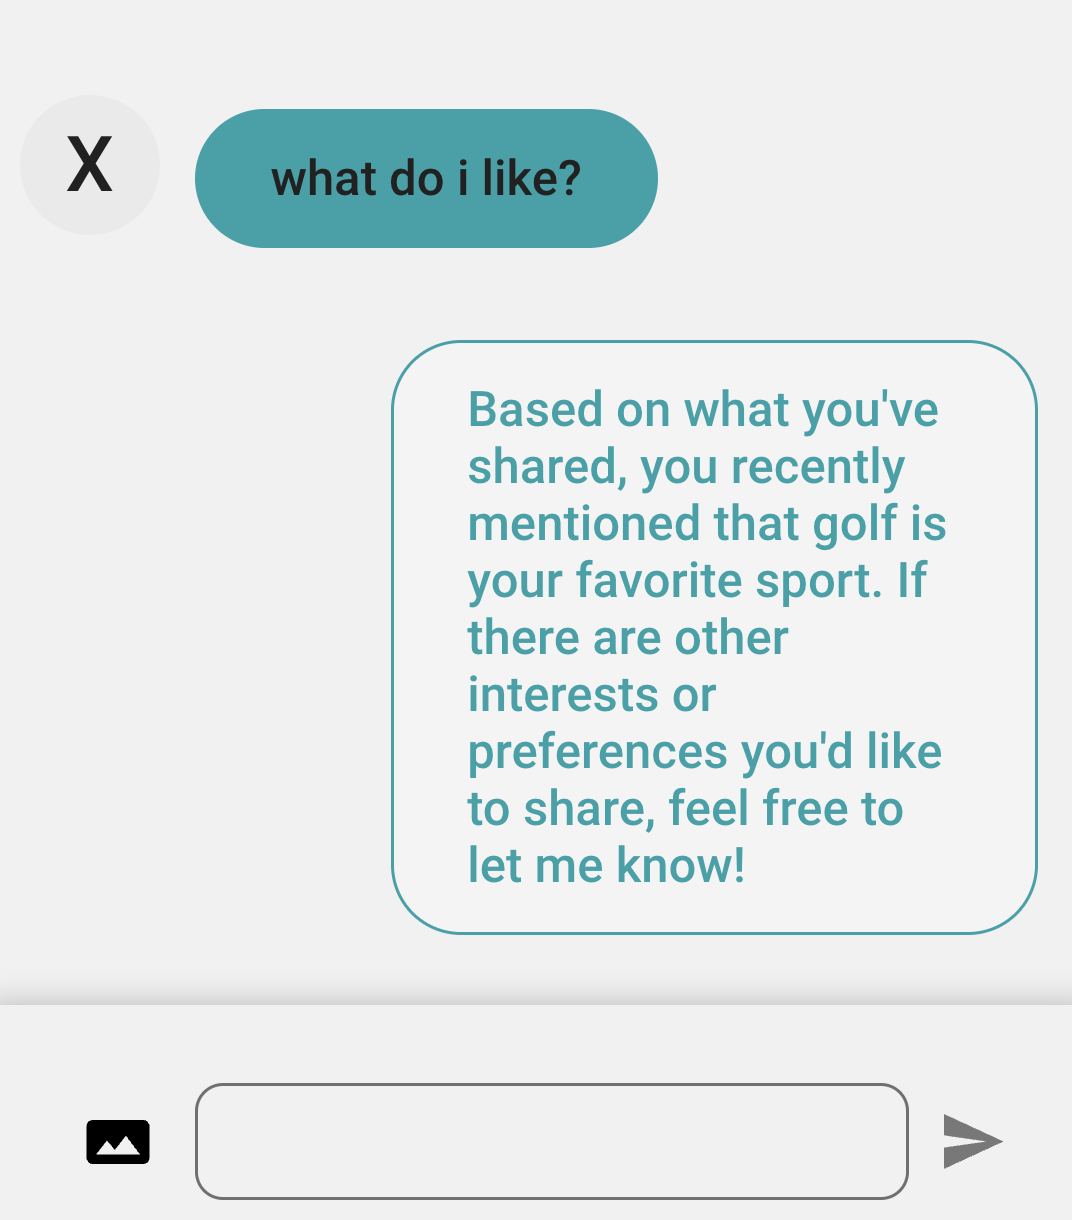 X
what do i like?
Based on what you've
shared, you recently
mentioned that golf is
your favorite sport. If
there are other
interests or
preferences you'd like
to share, feel free to
let me know!